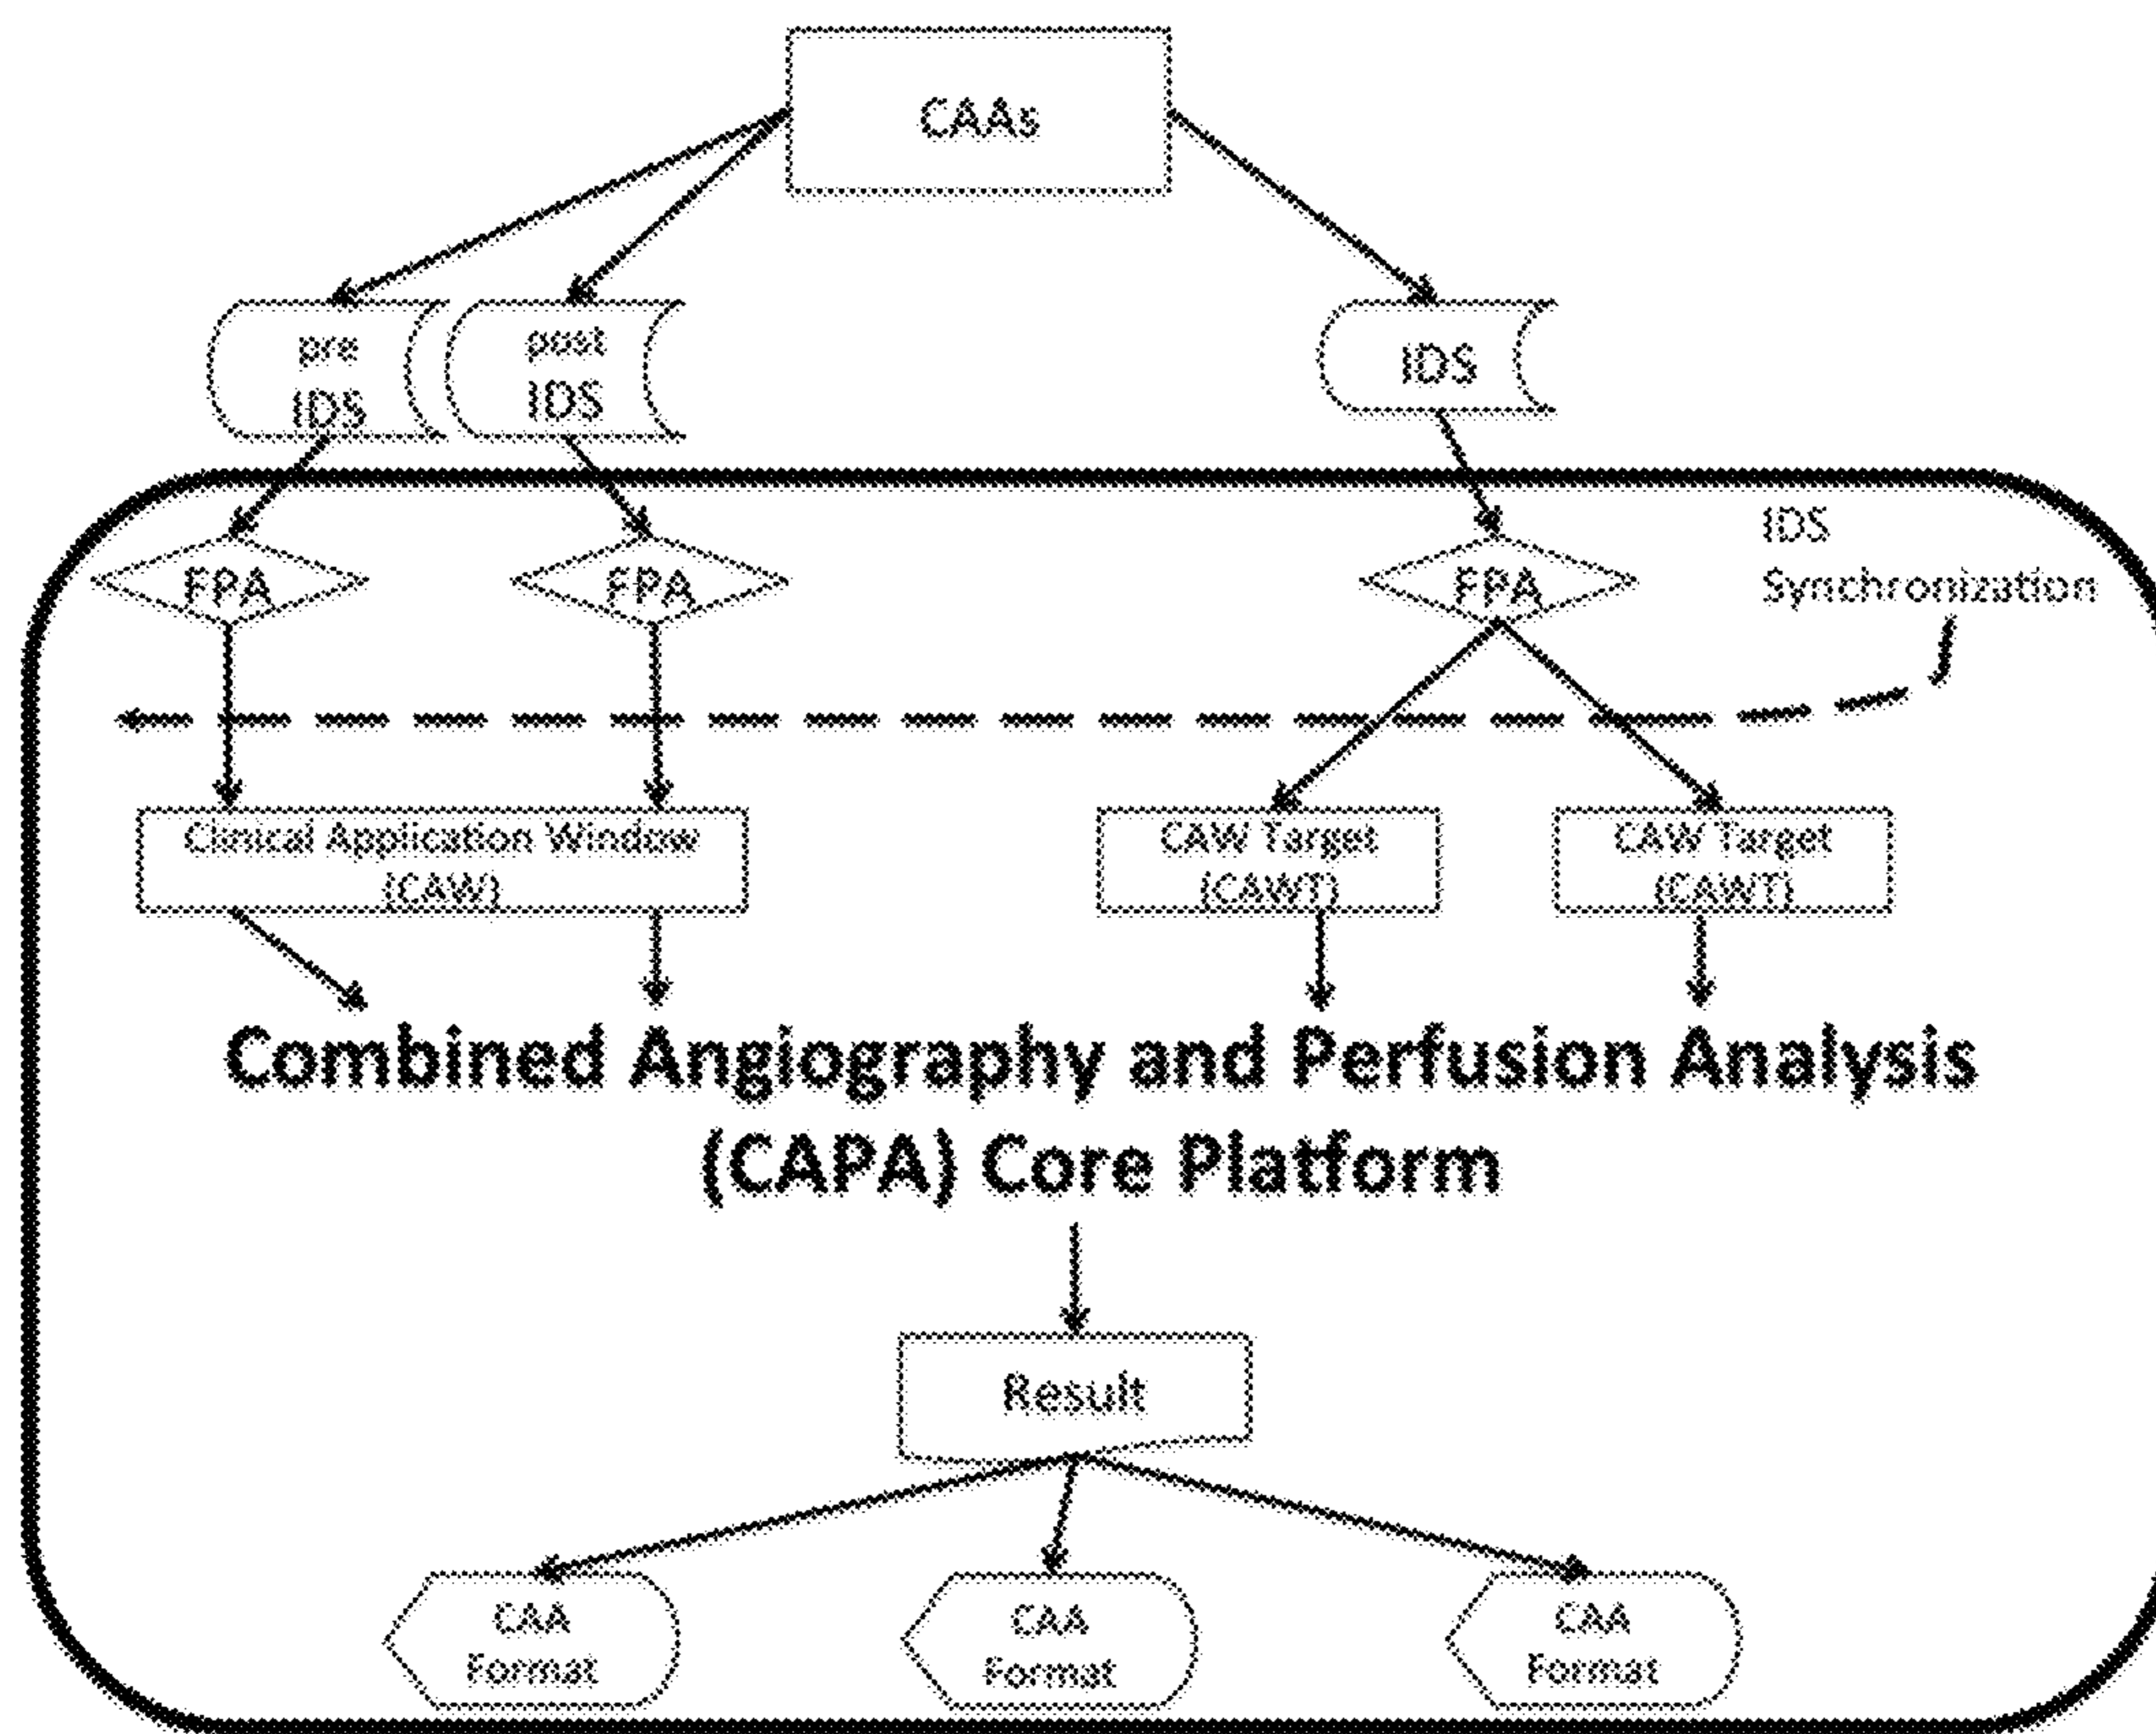 CAAs
pre
IDS
post
IDS
IDS
FPA
FPA
FPA
IDS
Synchronization
Clinical Application Window
(CAW)
CAW Target
(CAWT)
CAW Target
(CAWT)
Combined Angiography and Perfusion Analysis
(CAPA) Core Platform
Result
CAA
Format
CAA
Format
CAA
Format